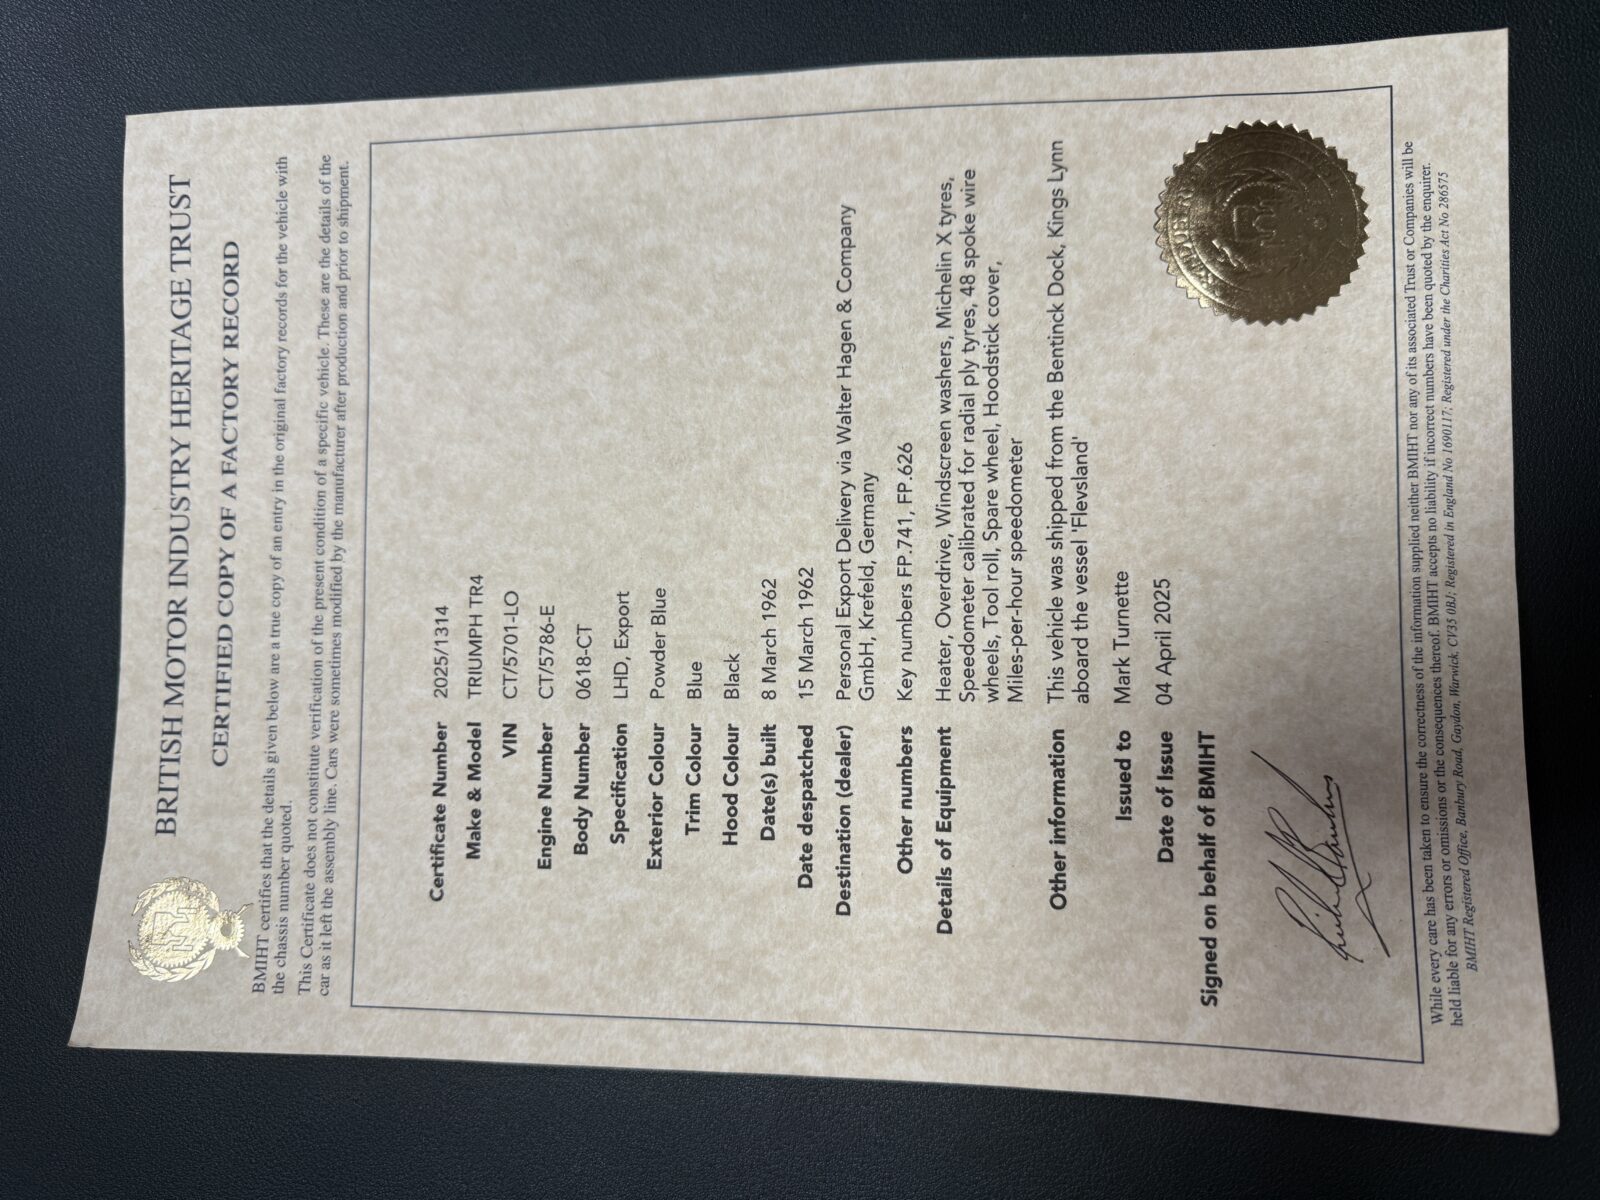 BRITISH MOTOR INDUSTRY HERITAGE TRUST
CERTIFIED COPY OF A FACTORY RECORD
BMIHT certifies that the details given below are a true copy of an entry in the original factory records for the vehicle with
the chassis number quoted.
This Certificate does not constitute verification of the present condition of a specific vehicle. These are the details of the
car as it left the assembly line. Cars were sometimes modified by the manufacturer after production and prior to shipment.
Certificate Number 2025/1314
Make & Model TRIUMPH TR4
VIN CT/5701-LO
Engine Number CT/5786-E
Body Number 0618-CT
Specification LHD, Export
Exterior Colour Powder Blue
Trim Colour Blue
Hood Colour Black
Date(s) built 8 March 1962
Date despatched 15 March 1962
Destination (dealer) Personal Export Delivery via Walter Hagen & Company
GmbH, Krefeld, Germany
Other numbers Key numbers FP.741, FP.626
Details of Equipment Heater, Overdrive, Windscreen washers, Michelin X tyres,
Speedometer calibrated for radial ply tyres, 48 spoke wire
wheels, Tool roll, Spare wheel, Hoodstick cover,
Miles-per-hour speedometer
Other information This vehicle was shipped from the Bentinck Dock, Kings Lynn
aboard the vessel 'Flevsland'
Issued to Mark Turnette
Date of Issue 04 April 2025
Signed on behalf of BMIHT
While every care has been taken to ensure the correctness of the information supplied neither BMIHT nor any of its associated Trust or Companies will be
held liable for any errors or omissions or the consequences thereof. BMIHT accepts no liability if incorrect numbers have been quoted by the enquirer.
BMIHT Registered Office, Banbury Road, Gaydon, Warwick, CV35 0BJ; Registered in England No 1690117; Registered under the Charities Act No 286575